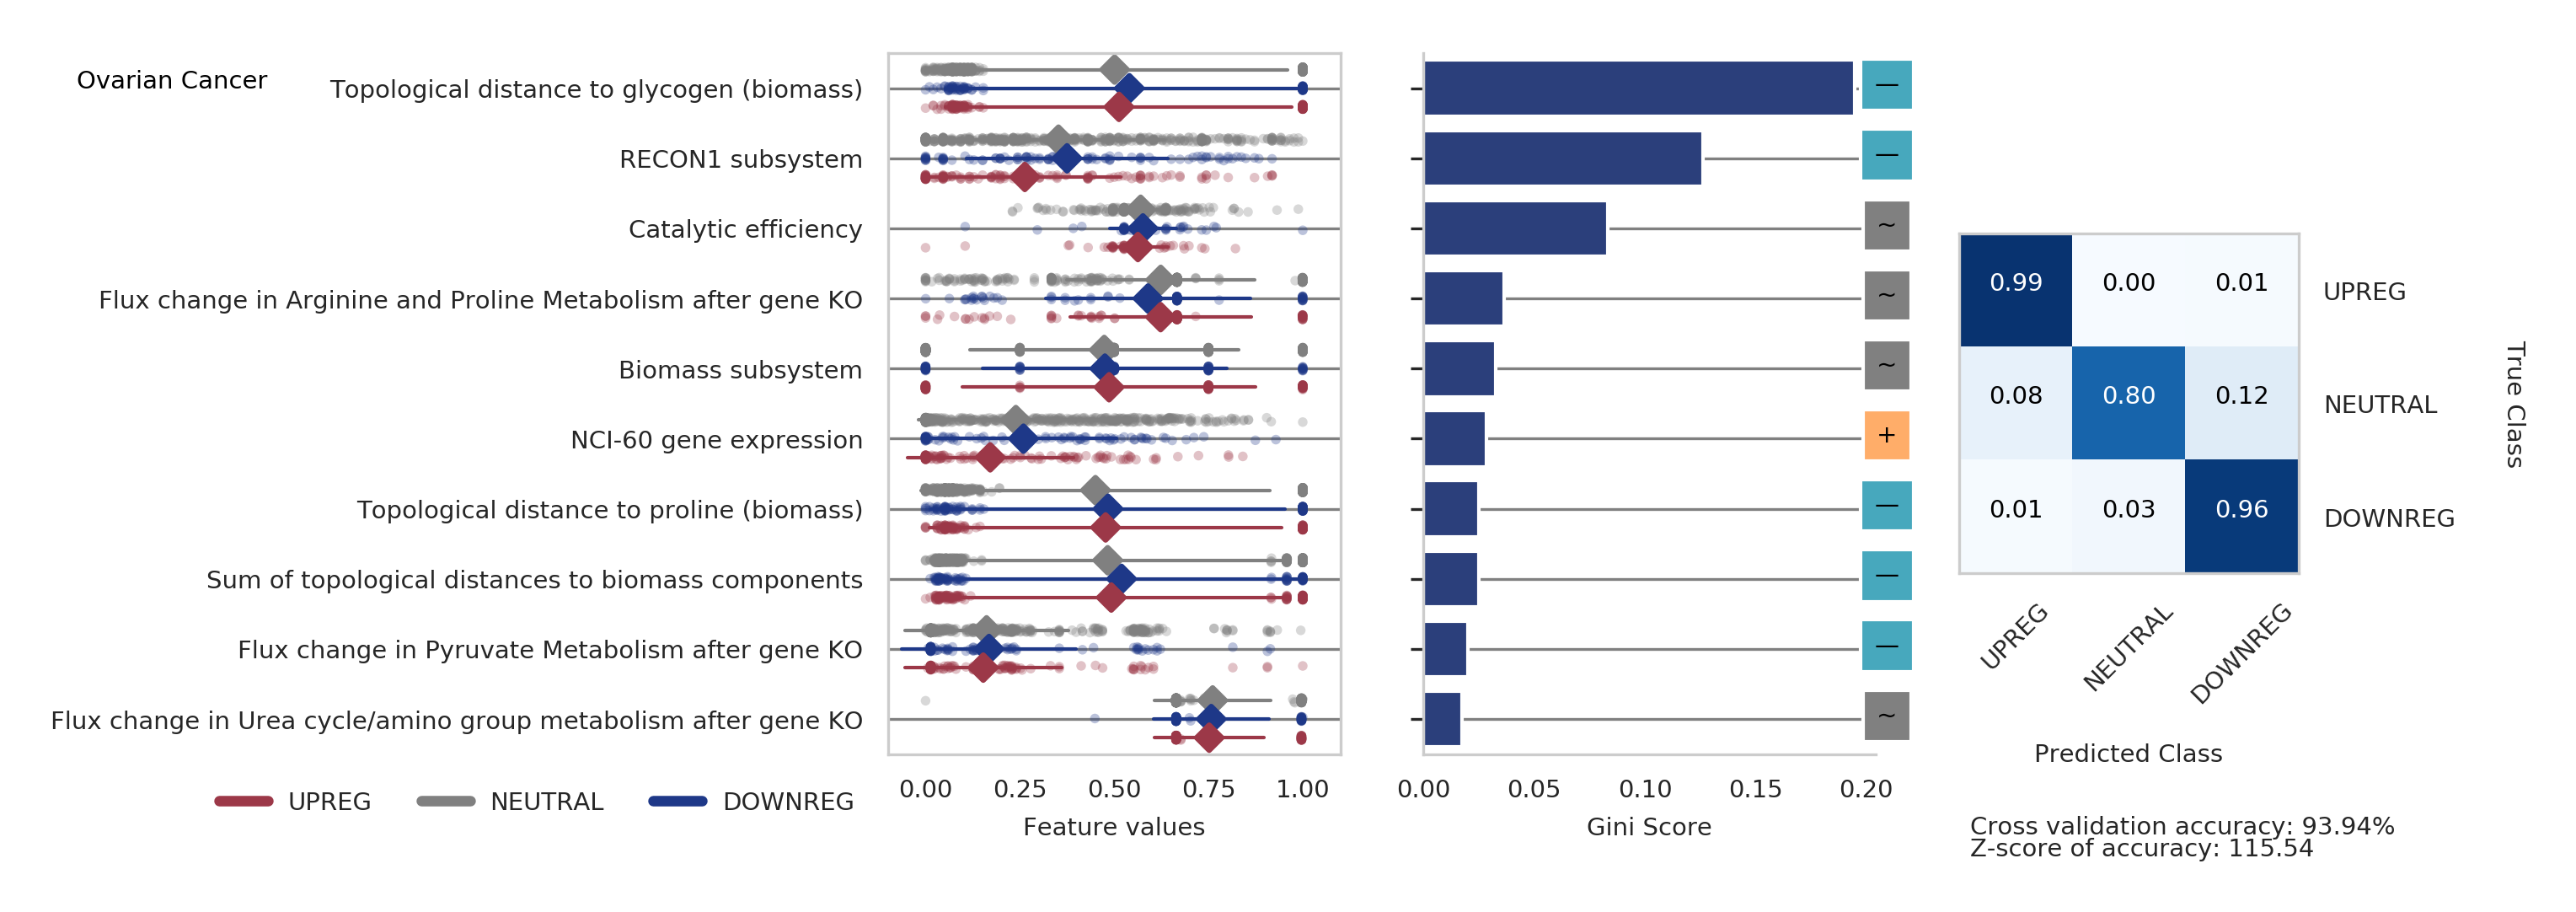 Ovarian Cancer
Topological distance to glycogen (biomass)
RECON1 subsystem
Catalytic efficiency
Flux change in Arginine and Proline Metabolism after gene KO
Biomass subsystem
NCI-60 gene expression
Topological distance to proline (biomass)
Sum of topological distances to biomass components
Flux change in Pyruvate Metabolism after gene KO
Flux change in Urea cycle/amino group metabolism after gene KO
UPREG NEUTRAL DOWNREG
0.00 0.25 0.50 0.75 1.00
Feature values
—
—
~
~
~
+
—
—
—
~
0.00 0.05 0.10 0.15 0.20
Gini Score
0.99 0.00 0.01 UPREG
0.08 0.80 0.12 NEUTRAL
0.01 0.03 0.96 DOWNREG
True Class
UPREG NEUTRAL DOWNREG
Predicted Class
Cross validation accuracy: 93.94%
Z-score of accuracy: 115.54